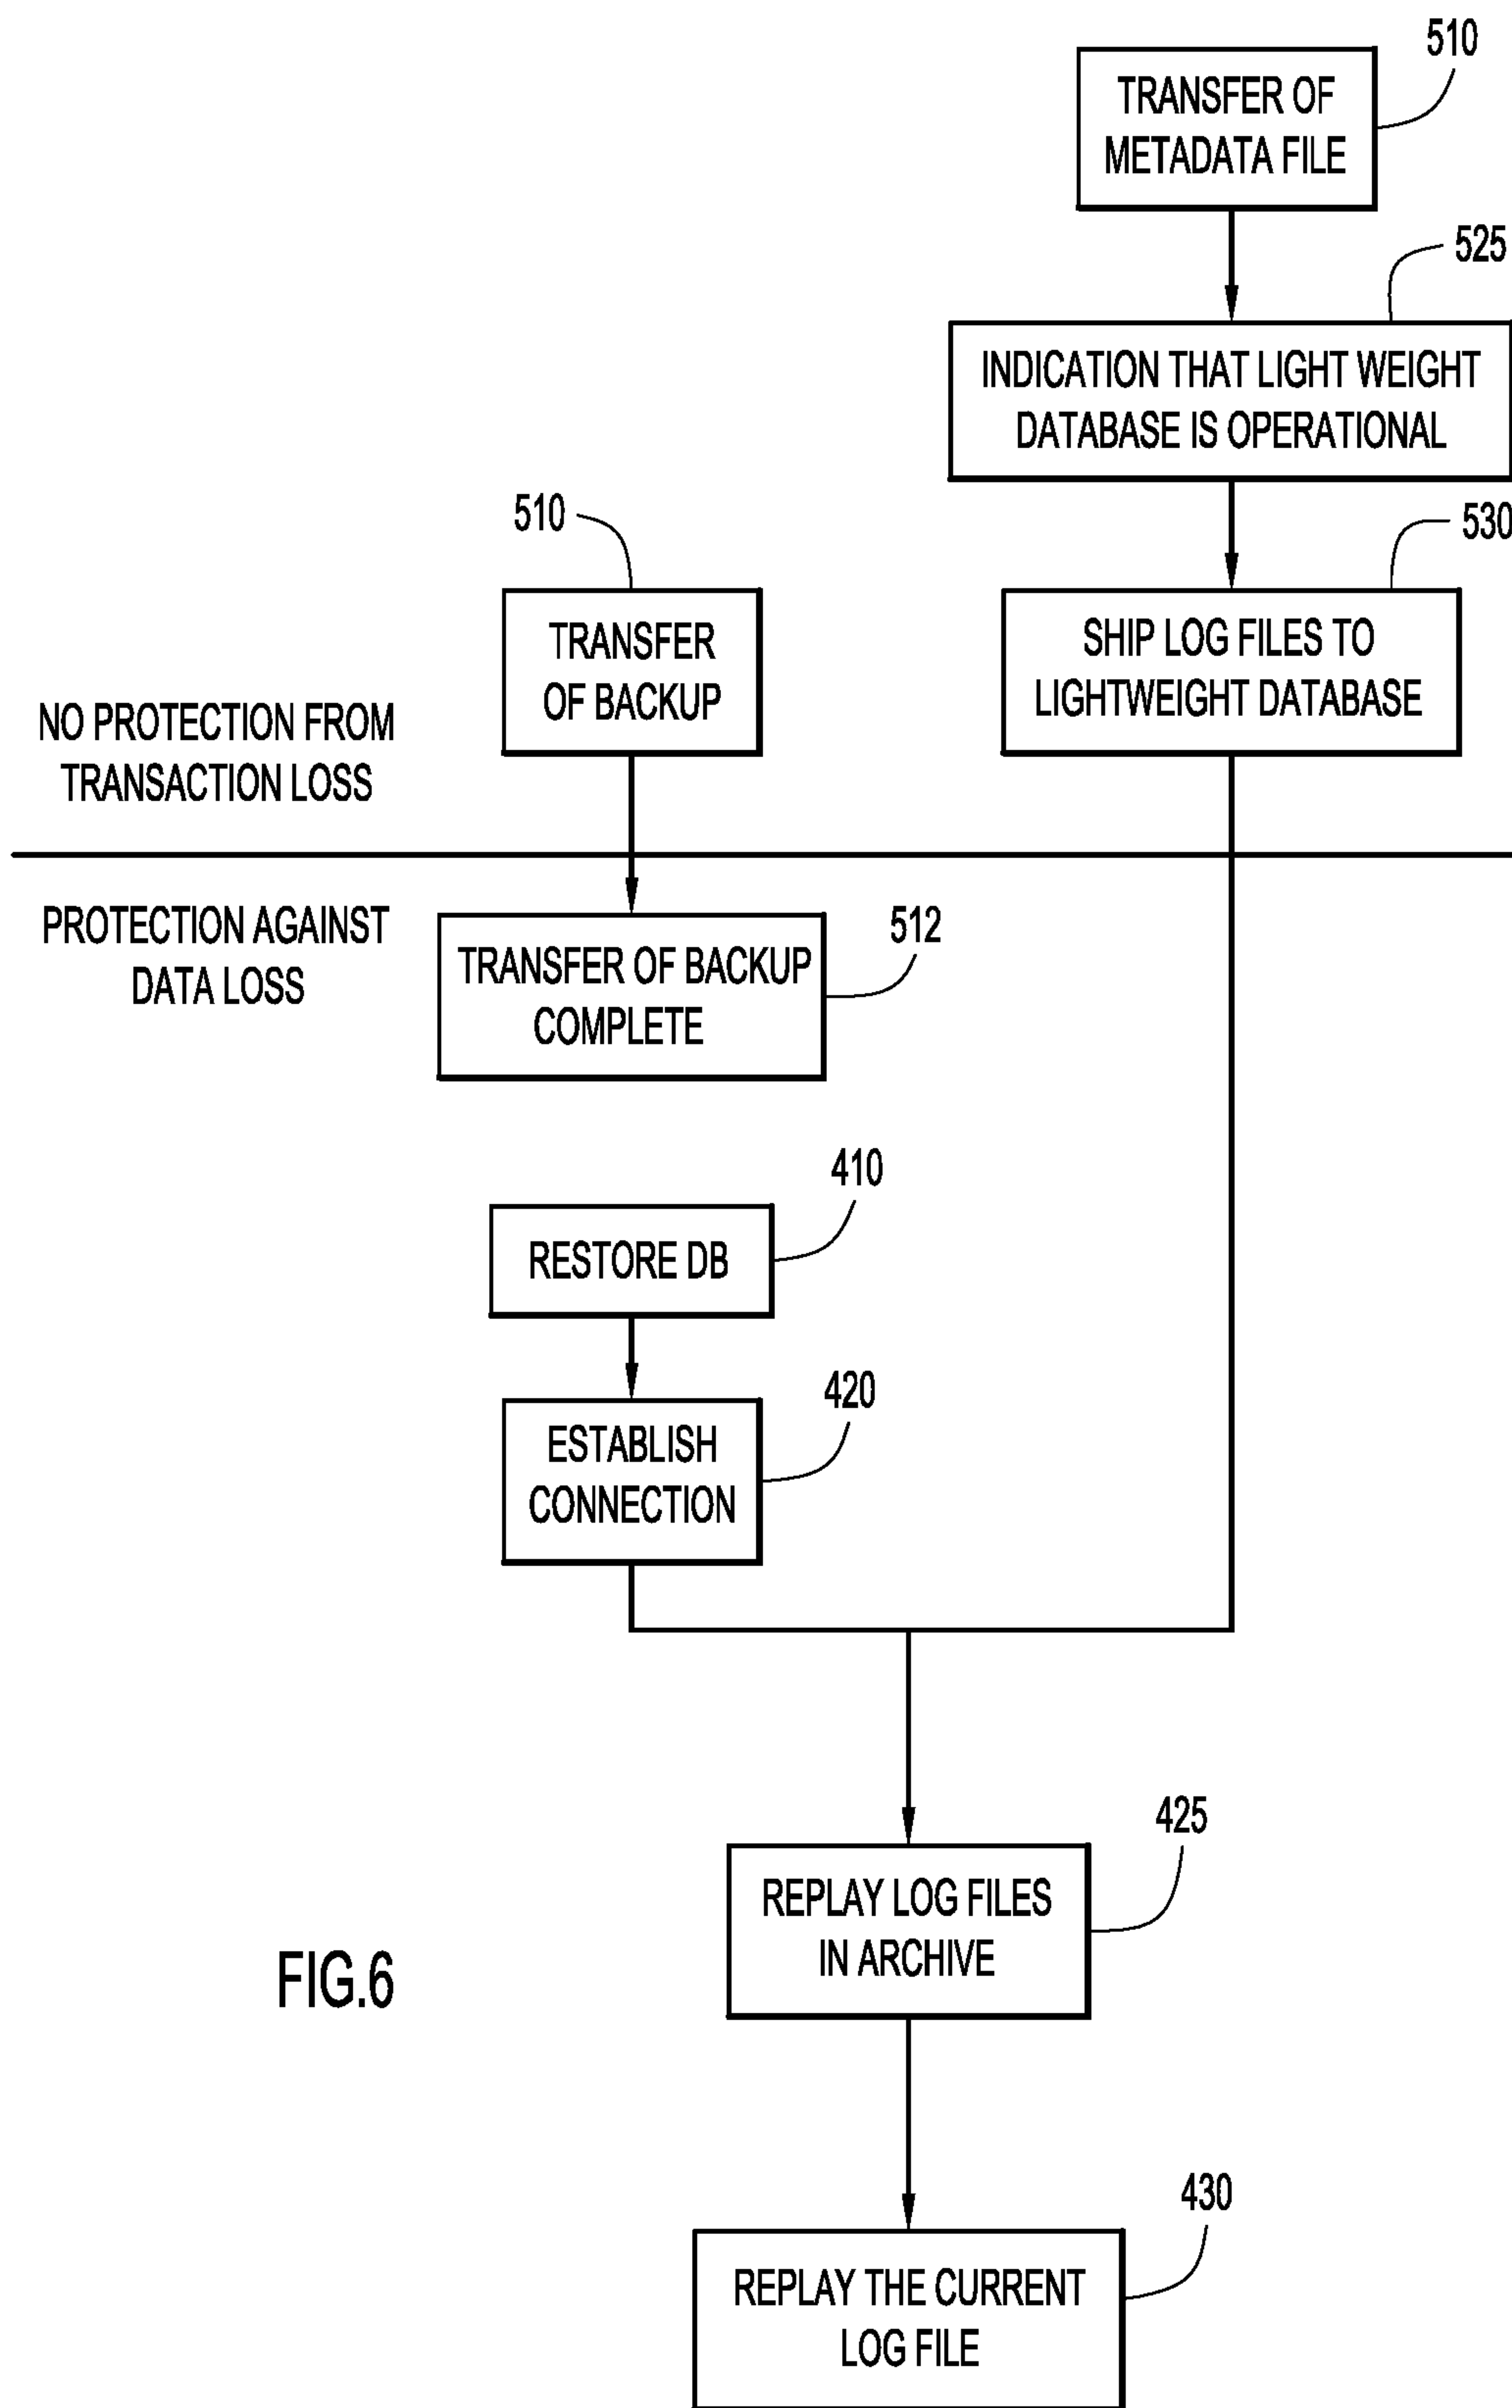 510
TRANSFER OF
METADATA FILE
525
INDICATION THAT LIGHT WEIGHT
DATABASE IS OPERATIONAL
510
530
TRANSFER
OF BACKUP
SHIP LOG FILES TO
LIGHTWEIGHT DATABASE
NO PROTECTION FROM
TRANSACTION LOSS
PROTECTION AGAINST
DATA LOSS
512
TRANSFER OF BACKUP
COMPLETE
410
RESTORE DB
420
ESTABLISH
CONNECTION
425
REPLAY LOG FILES
IN ARCHIVE
FIG.6
430
REPLAY THE CURRENT
LOG FILE